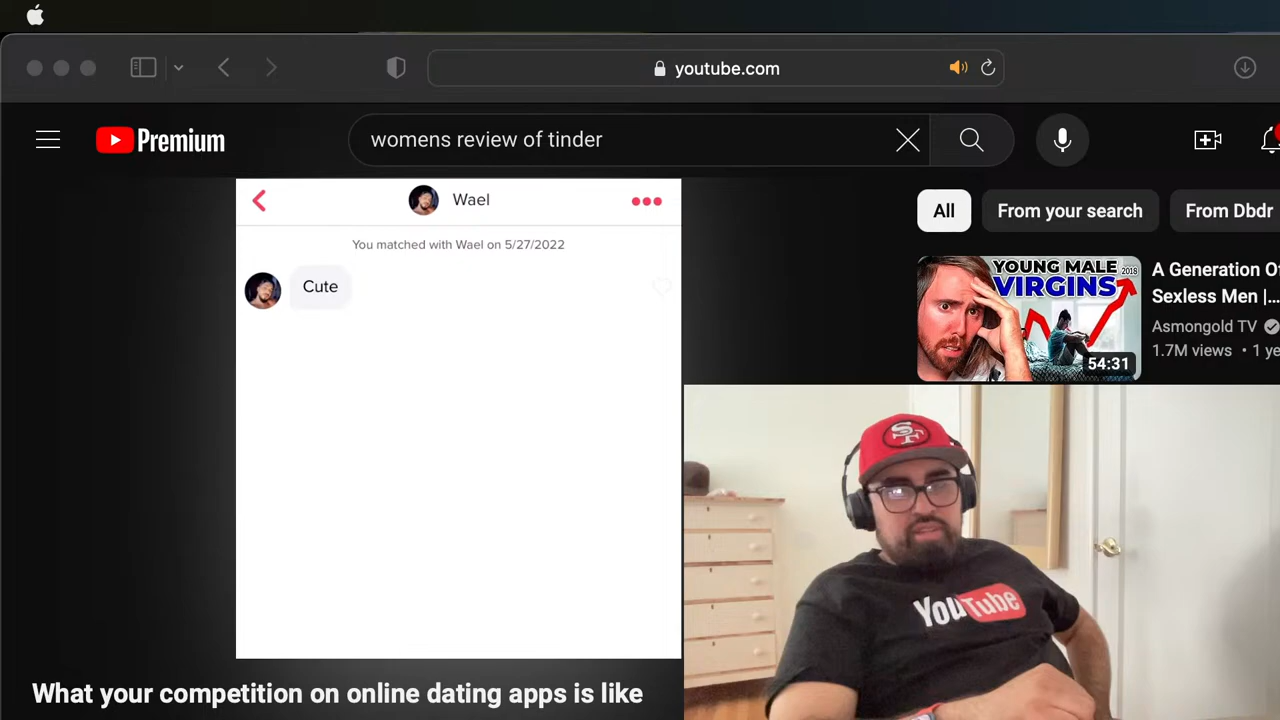 youtube.com
Premium
womens review of tinder
Wael
You matched with Wael on 5/27/2022
Cute
All
From your search
From Dbdr
YOUNG MALE
VIRGINS
2018
54:31
A Generation O
Sexless Men |...
Asmongold TV
1.7M views • 1 ye
SF
YouTube
What your competition on online dating apps is like